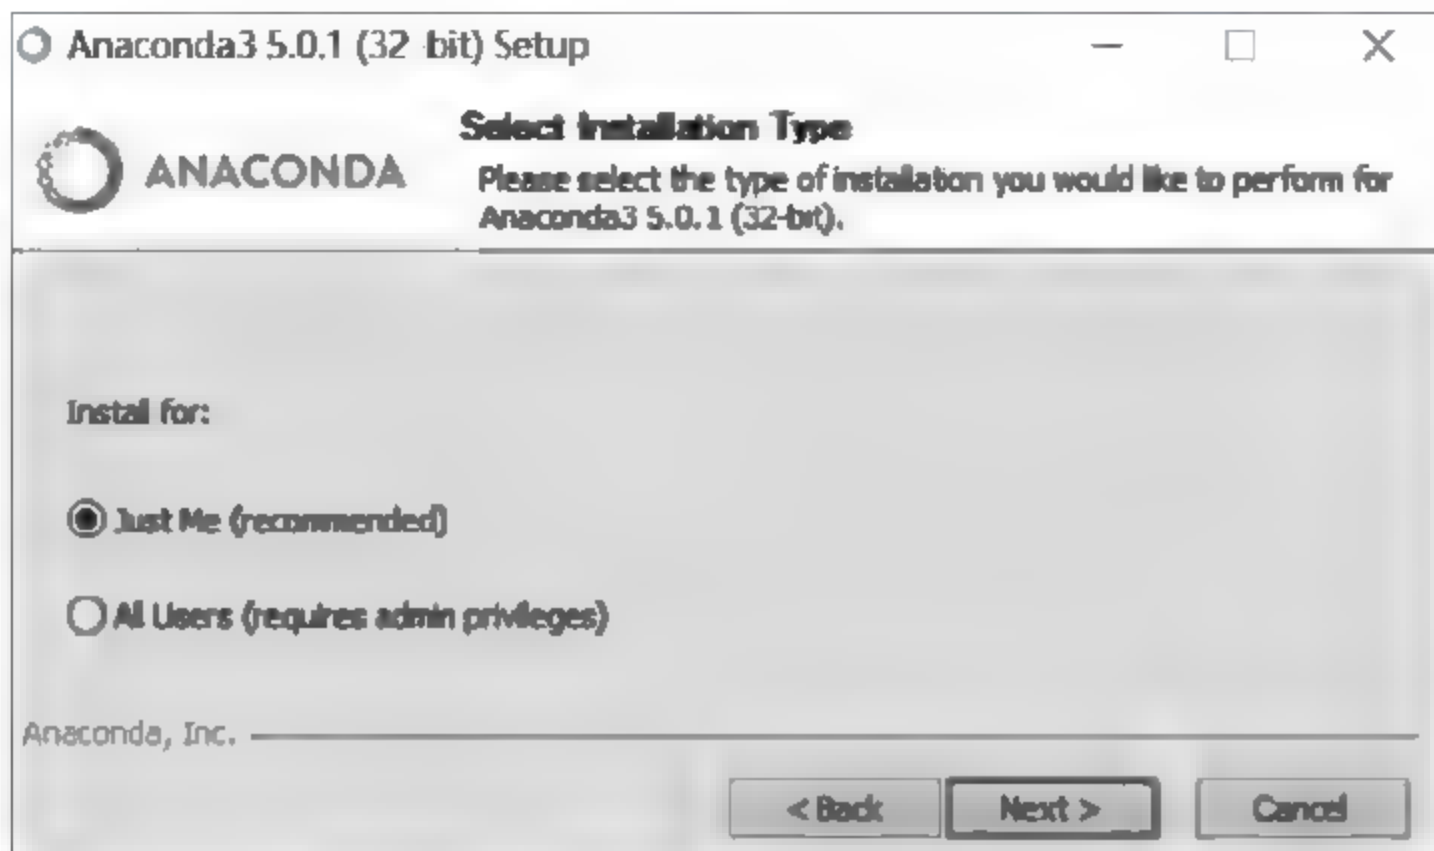 Anaconda3 5.0.1 (32-bit) Setup
ANACONDA
Select Installation Type
Please select the type of installation you would like to perform for
Anaconda3 5.0.1 (32-bit).
Install for:
Just Me (recommended)
All Users (requires admin privileges)
Anaconda, Inc.
< Back Next > Cancel